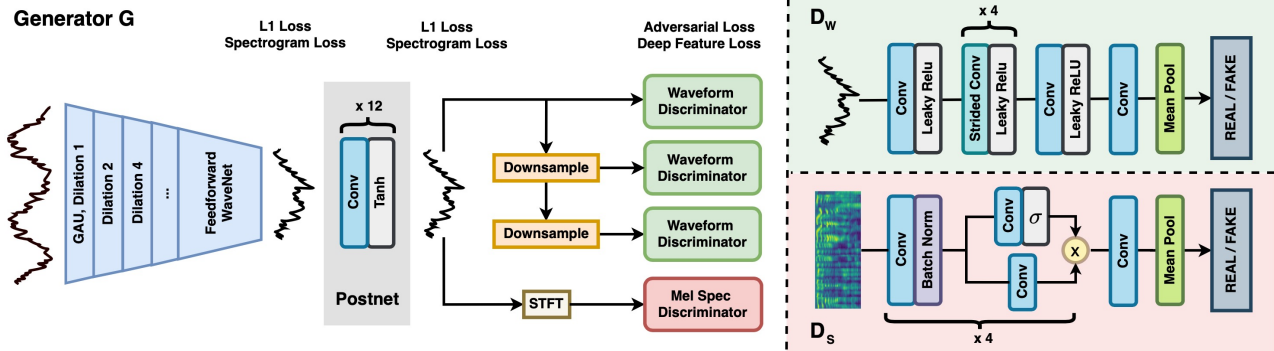 Generator G
L1 Loss
Spectrogram Loss
L1 Loss
Spectrogram Loss
Adversarial Loss
Deep Feature Loss
GAU, Dilation 1
Dilation 2
Dilation 4
...
Feedforward
WaveNet
x 12
Conv
Tanh
Postnet
Downsample
Downsample
STFT
Waveform
Discriminator
Waveform
Discriminator
Waveform
Discriminator
Mel Spec
Discriminator
D_W
x 4
Conv
Leaky Relu
Strided Conv
Leaky Relu
Conv
Leaky ReLU
Conv
Mean Pool
REAL / FAKE
Conv
Batch Norm
Conv
σ
Conv
X
Conv
Mean Pool
REAL / FAKE
x 4
D_S